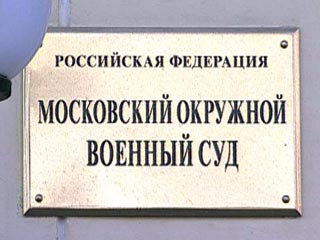 РОССИЙСКАЯ ФЕДЕРАЦИЯ
МОСКОВСКИЙ ОКРУЖНОЙ
ВОЕННЫЙ СУД